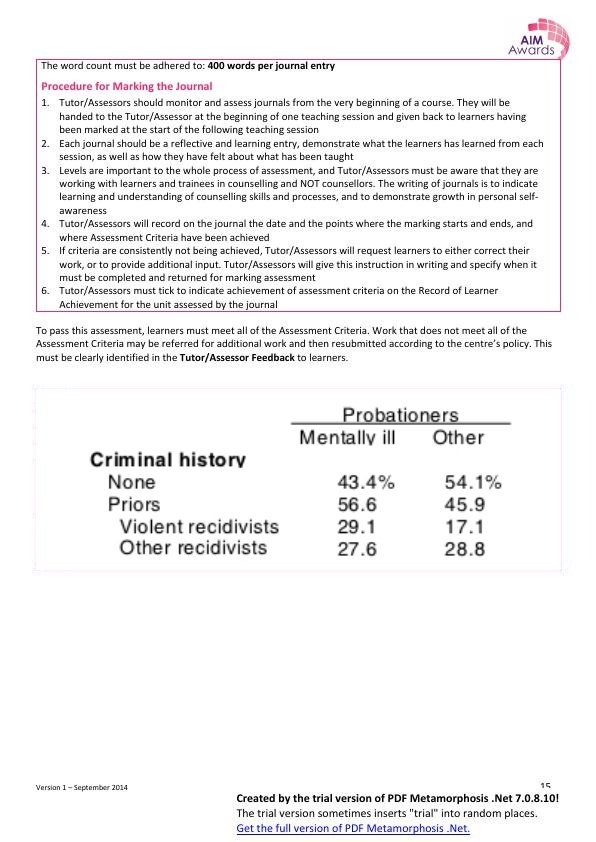 AIM
Awards
The word count must be adhered to: 400 words per journal entry
Procedure for Marking the Journal
1. Tutor/Assessors should monitor and assess journals from the very beginning of a course. They will
be handed to the Tutor/Assessor at the beginning of one teaching session and given back to learners having
been marked at the start of the following teaching session
2. Each journal should be a reflective and learning entry, demonstrate what the learners has learned from each
session, as well as how they have felt about what has been taught
3. Levels are important to the whole process of assessment, and Tutor/Assessors must be aware that they are
working with learners and trainees in counselling and NOT counsellors. The writing of journals is to indicate
learning and understanding of counselling skills and processes, and to demonstrate growth in personal self-
awareness
4. Tutor/Assessors will record on the journal the date and the points where the marking starts and ends, and
where Assessment Criteria have been achieved
5. If criteria are consistently not being achieved, Tutor/Assessors will request learners to either correct their
work, or to provide additional input. Tutor/Assessors will give this instruction in writing and specify when it
must be completed and returned for marking assessment
6. Tutor/Assessors must tick to indicate achievement of assessment criteria on the Record of Learner
Achievement for the unit assessed by the journal
To pass this assessment, learners must meet all of the Assessment Criteria. Work that does not meet all of the
Assessment Criteria may be referred for additional work and then resubmitted according to the centre's policy. This
must be clearly identified in the Tutor/Assessor Feedback to learners.
Probationers
Mentally ill Other
Criminal history
None 43.4% 54.1%
Priors 56.6 45.9
Violent recidivists 29.1 17.1
Other recidivists 27.6 28.8
Version 1 – September 2014 15
Created by the trial version of PDF Metamorphosis .Net 7.0.8.10!
The trial version sometimes inserts "trial" into random places.
Get the full version of PDF Metamorphosis .Net.